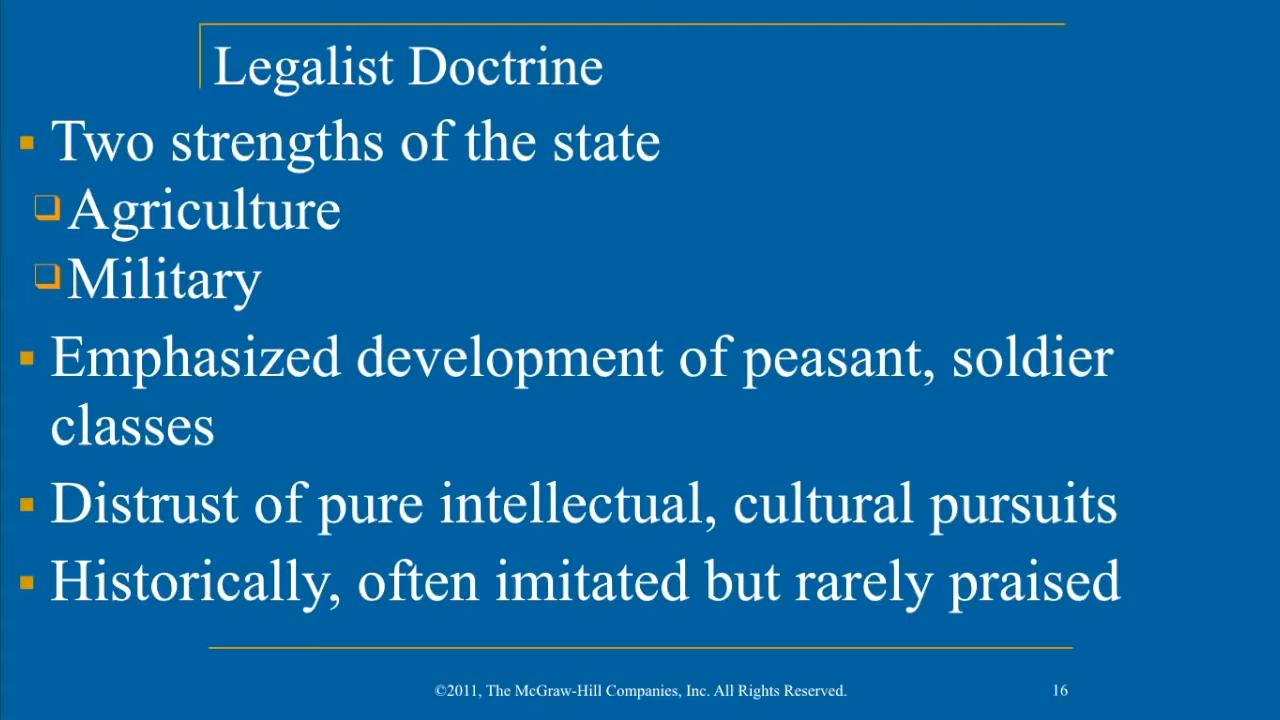 Legalist Doctrine
Two strengths of the state
Agriculture
Military
Emphasized development of peasant, soldier
classes
Distrust of pure intellectual, cultural pursuits
Historically, often imitated but rarely praised
©2011, The McGraw-Hill Companies, Inc. All Rights Reserved.
16